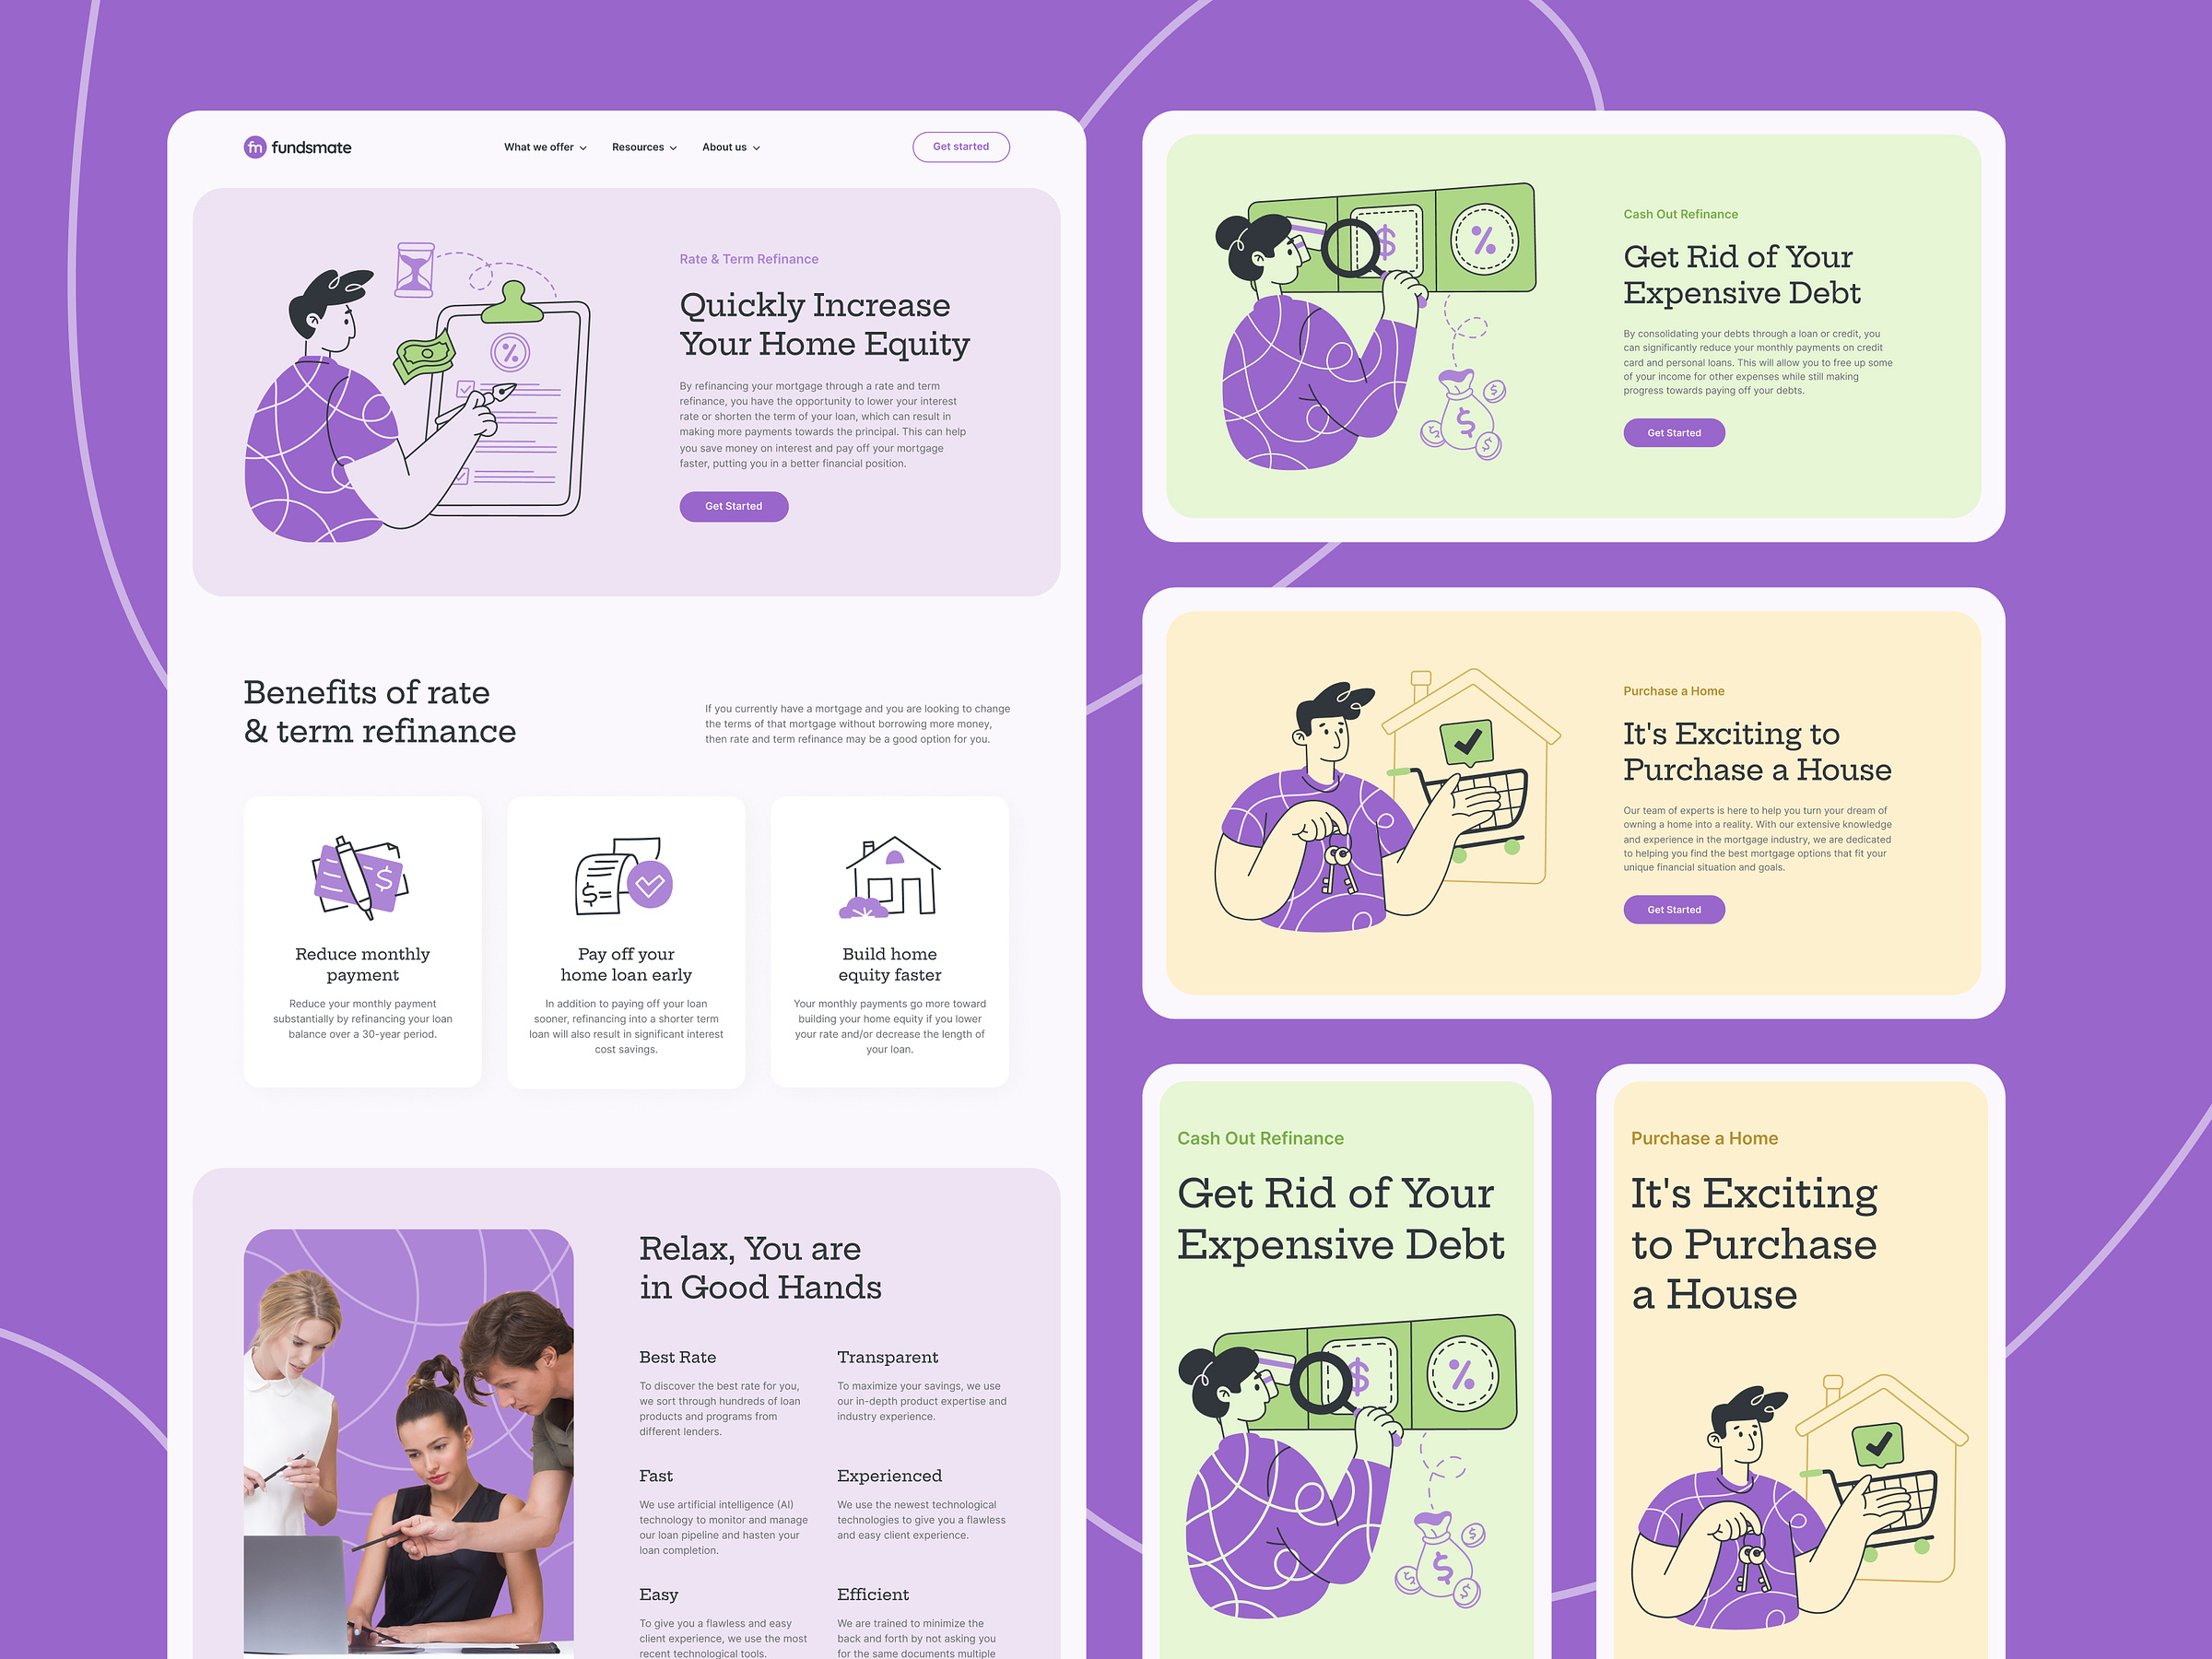 fn fundsmate
What we offer
Resources
About us
Get started
Rate & Term Refinance
Quickly Increase
Your Home Equity
By refinancing your mortgage through a rate and term
refinance, you have the opportunity to lower your interest
rate or shorten the term of your loan, which can result in
making more payments towards the principal. This can help
you save money on interest and pay off your mortgage
faster, putting you in a better financial position.
Get Started
%
Benefits of rate
& term refinance
If you currently have a mortgage and you are looking to change
the terms of that mortgage without borrowing more money,
then rate and term refinance may be a good option for you.
$
$=
Reduce monthly
payment
Reduce your monthly payment
substantially by refinancing your loan
balance over a 30-year period.
Pay off your
home loan early
In addition to paying off your loan
sooner, refinancing into a shorter term
loan will also result in significant interest
cost savings.
Build home
equity faster
Your monthly payments go more toward
building your home equity if you lower
your rate and/or decrease the length of
your loan.
Relax, You are
in Good Hands
Best Rate
To discover the best rate for you,
we sort through hundreds of loan
products and programs from
different lenders.
Transparent
To maximize your savings, we use
our in-depth product expertise and
industry experience.
Fast
We use artificial intelligence (AI)
technology to monitor and manage
our loan pipeline and hasten your
loan completion.
Experienced
We use the newest technological
technologies to give you a flawless
and easy client experience.
Easy
To give you a flawless and easy
client experience, we use the most
recent technological tools.
Efficient
We are trained to minimize the
back and forth by not asking you
for the same documents multiple
$
%
$
$
$
$
Cash Out Refinance
Get Rid of Your
Expensive Debt
By consolidating your debts through a loan or credit, you
can significantly reduce your monthly payments on credit
card and personal loans. This will allow you to free up some
of your income for other expenses while still making
progress towards paying off your debts.
Get Started
Purchase a Home
It's Exciting to
Purchase a House
Our team of experts is here to help you turn your dream of
owning a home into a reality. With our extensive knowledge
and experience in the mortgage industry, we are dedicated
to helping you find the best mortgage options that fit your
unique financial situation and goals.
Get Started
Cash Out Refinance
Get Rid of Your
Expensive Debt
$
%
$
$
$
$
Purchase a Home
It's Exciting
to Purchase
a House